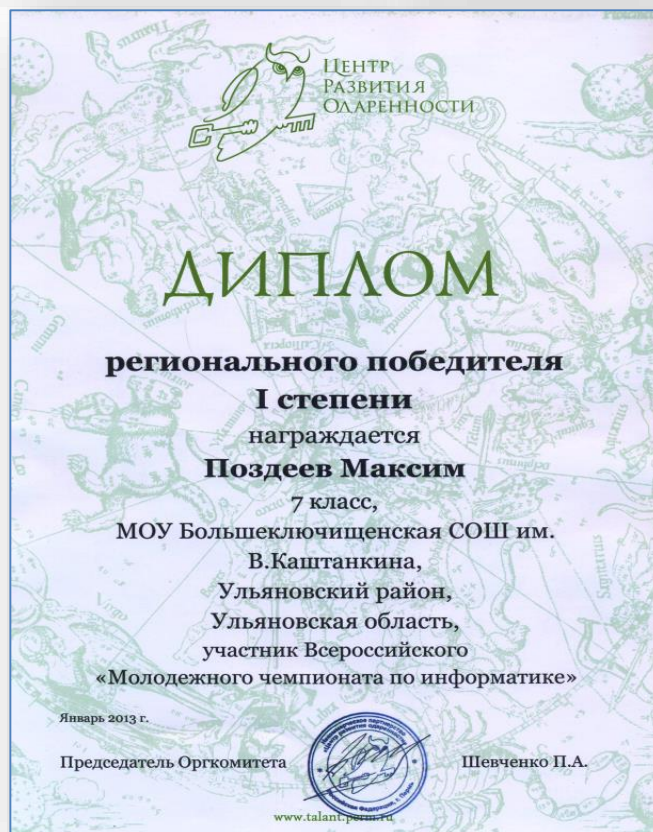 ЦЕНТР
РАЗВИТИЯ
ОДАРЕННОСТИ
ДИПЛОМ
регионального победителя
I степени
награждается
Поздеев Максим
7 класс,
МОУ Большеключищенская СОШ им.
В.Каштанкина,
Ульяновский район,
Ульяновская область,
участник Всероссийского
«Молодежного чемпионата по информатике»
Январь 2013 г.
Председатель Оргкомитета
Шевченко П.А.
www.talant.perm.ru